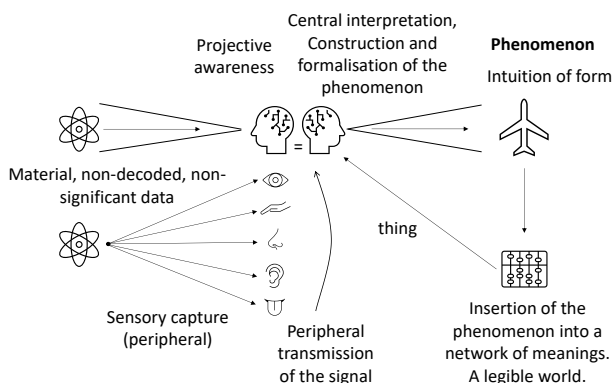 Projective
awareness
Central interpretation,
Construction and
formalisation of the
phenomenon
Phenomenon
Intuition of form
=
Material, non-decoded, non-
significant data
thing
Sensory capture
(peripheral)
Peripheral
transmission
of the signal
Insertion of the
phenomenon into a
network of meanings.
A legible world.